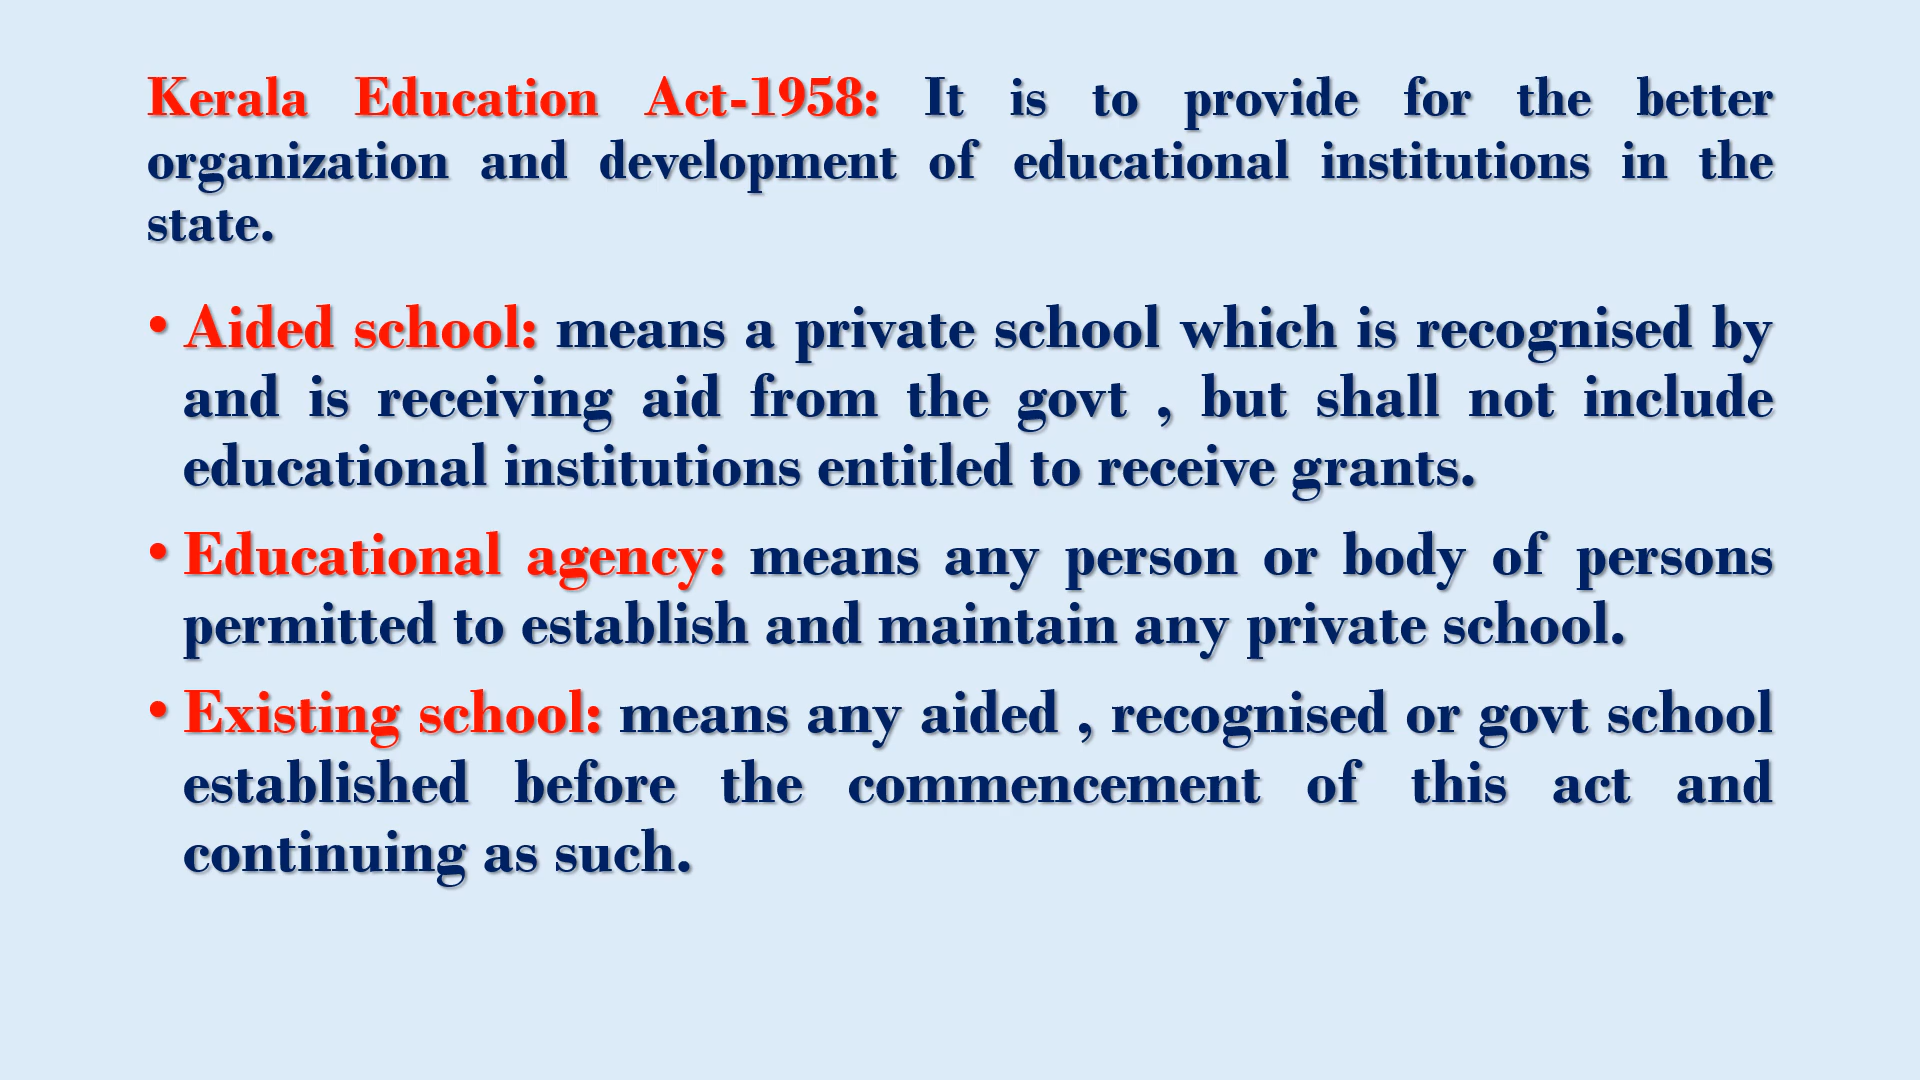 Kerala Education Act-1958: It is to provide for the better
organization and development of educational institutions in the
state.
• Aided school: means a private school which is recognised by
and is receiving aid from the govt , but shall not include
educational institutions entitled to receive grants.
• Educational agency: means any person or body of persons
permitted to establish and maintain any private school.
• Existing school: means any aided , recognised or govt school
established before the commencement of this act and
continuing as such.